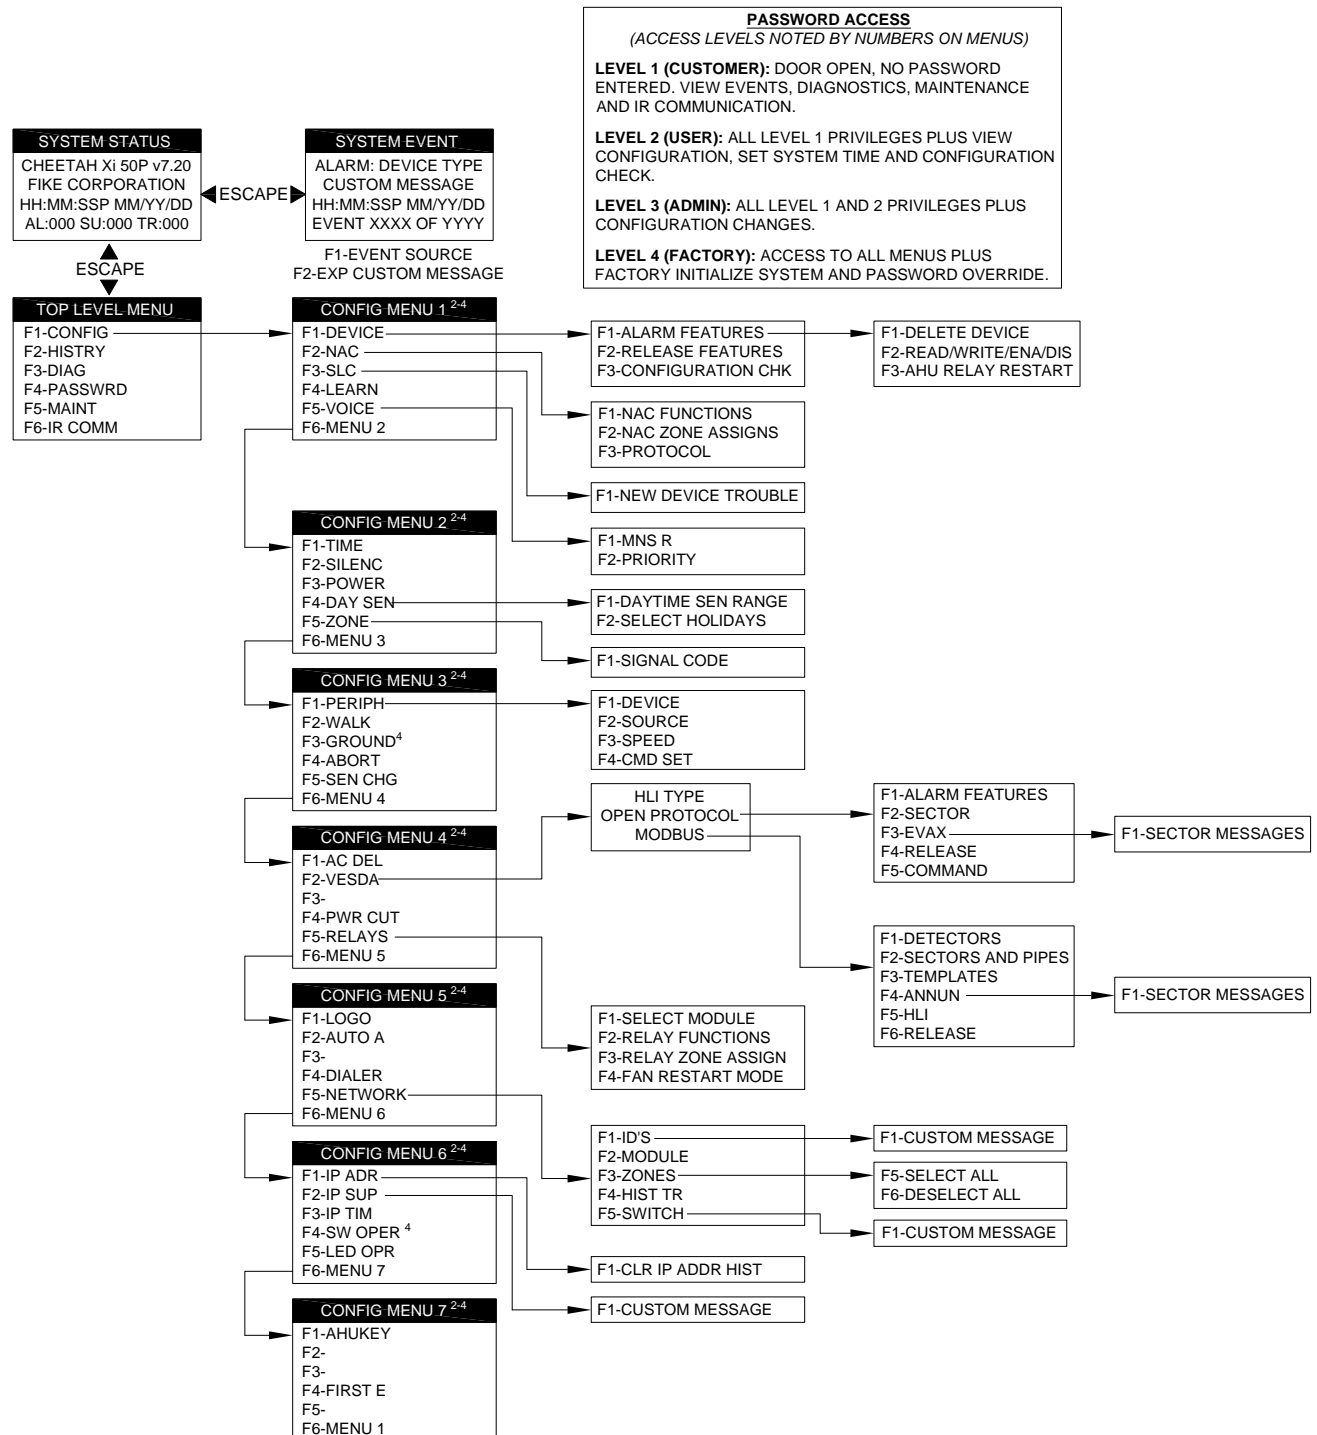 PASSWORD ACCESS
(ACCESS LEVELS NOTED BY NUMBERS ON MENUS)
LEVEL 1 (CUSTOMER): DOOR OPEN, NO PASSWORD
ENTERED. VIEW EVENTS, DIAGNOSTICS, MAINTENANCE
AND IR COMMUNICATION.
LEVEL 2 (USER): ALL LEVEL 1 PRIVILEGES PLUS VIEW
CONFIGURATION, SET SYSTEM TIME AND CONFIGURATION
CHECK.
LEVEL 3 (ADMIN): ALL LEVEL 1 AND 2 PRIVILEGES PLUS
CONFIGURATION CHANGES.
LEVEL 4 (FACTORY): ACCESS TO ALL MENUS PLUS
FACTORY INITIALIZE SYSTEM AND PASSWORD OVERRIDE.
SYSTEM STATUS
CHEETAH Xi 50P v7.20
FIKE CORPORATION
HH:MM:SSP MM/YY/DD
AL:000 SU:000 TR:000
ESCAPE
SYSTEM EVENT
ALARM: DEVICE TYPE
CUSTOM MESSAGE
HH:MM:SSP MM/YY/DD
EVENT XXXX OF YYYY
F1-EVENT SOURCE
F2-EXP CUSTOM MESSAGE
ESCAPE
TOP LEVEL MENU
F1-CONFIG
F2-HISTRY
F3-DIAG
F4-PASSWRD
F5-MAINT
F6-IR COMM
CONFIG MENU 1 2-4
F1-DEVICE
F2-NAC
F3-SLC
F4-LEARN
F5-VOICE
F6-MENU 2
F1-ALARM FEATURES
F2-RELEASE FEATURES
F3-CONFIGURATION CHK
F1-DELETE DEVICE
F2-READ/WRITE/ENA/DIS
F3-AHU RELAY RESTART
F1-NAC FUNCTIONS
F2-NAC ZONE ASSIGNS
F3-PROTOCOL
F1-NEW DEVICE TROUBLE
F1-MNS R
F2-PRIORITY
CONFIG MENU 2 2-4
F1-TIME
F2-SILENC
F3-POWER
F4-DAY SEN
F5-ZONE
F6-MENU 3
F1-DAYTIME SEN RANGE
F2-SELECT HOLIDAYS
F1-SIGNAL CODE
CONFIG MENU 3 2-4
F1-PERIPH
F2-WALK
F3-GROUND4
F4-ABORT
F5-SEN CHG
F6-MENU 4
F1-DEVICE
F2-SOURCE
F3-SPEED
F4-CMD SET
CONFIG MENU 4 2-4
F1-AC DEL
F2-VESDA
F3-
F4-PWR CUT
F5-RELAYS
F6-MENU 5
HLI TYPE
OPEN PROTOCOL
MODBUS
F1-ALARM FEATURES
F2-SECTOR
F3-EVAX
F4-RELEASE
F5-COMMAND
F1-SECTOR MESSAGES
F1-DETECTORS
F2-SECTORS AND PIPES
F3-TEMPLATES
F4-ANNUN
F5-HLI
F6-RELEASE
F1-SECTOR MESSAGES
CONFIG MENU 5 2-4
F1-LOGO
F2-AUTO A
F3-
F4-DIALER
F5-NETWORK
F6-MENU 6
F1-SELECT MODULE
F2-RELAY FUNCTIONS
F3-RELAY ZONE ASSIGN
F4-FAN RESTART MODE
F1-ID'S
F2-MODULE
F3-ZONES
F4-HIST TR
F5-SWITCH
F1-CUSTOM MESSAGE
F5-SELECT ALL
F6-DESELECT ALL
F1-CUSTOM MESSAGE
CONFIG MENU 6 2-4
F1-IP ADR
F2-IP SUP
F3-IP TIM
F4-SW OPER 4
F5-LED OPR
F6-MENU 7
F1-CLR IP ADDR HIST
F1-CUSTOM MESSAGE
CONFIG MENU 7 2-4
F1-AHUKEY
F2-
F3-
F4-FIRST E
F5-
F6-MENU 1